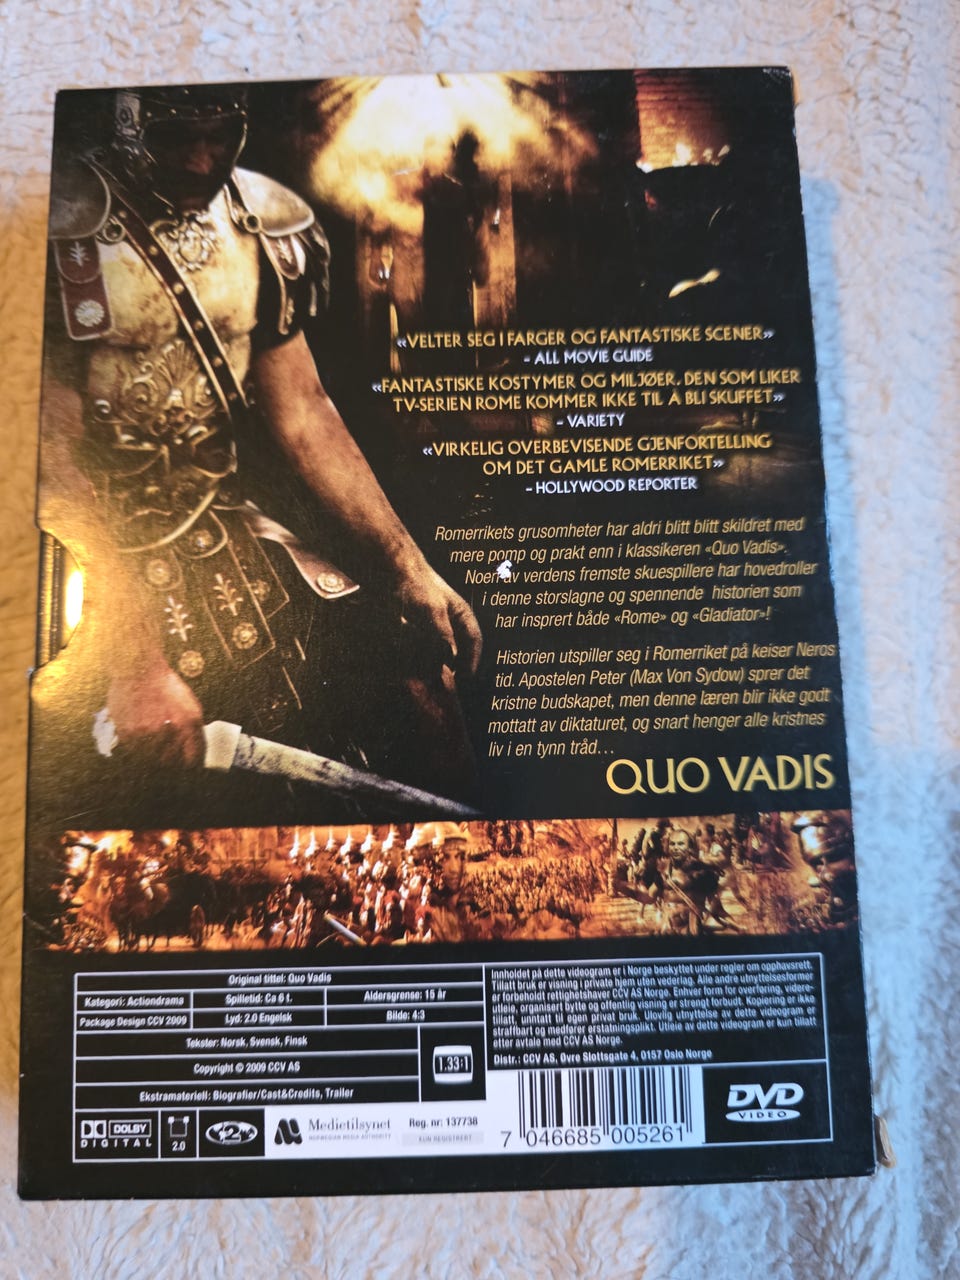 «VELTER SEG I FARGER OG FANTASTISKE SCENER»
- ALL MOVIE GUIDE
«FANTASTISKE KOSTYMER OG MILJØER. DEN SOM LIKER
TV-SERIEN ROME KOMMER IKKE TIL Å BLI SKUFFET»
- VARIETY
«VIRKELIG OVERBEVISENDE GJENFORTELLING
OM DET GAMLE ROMERRIKET»
- HOLLYWOOD REPORTER
Romerrikets grusomheter har aldri blitt blitt skildret med
mere pomp og prakt enn i klassikeren «Quo Vadis».
Noen av verdens fremste skuespillere har hovedroller
i denne storslagne og spennende historien som
har insprert både «Rome» og «Gladiator»!
Historien utspiller seg i Romerriket på keiser Neros
tid. Apostelen Peter (Max Von Sydow) sprer det
kristne budskapet, men denne læren blir ikke godt
mottatt av diktaturet, og snart henger alle kristnes
liv i en tynn tråd...
QUO VADIS
Original tittel: Quo Vadis
Kategori: Actiondrama Spilletid: Ca 6 t. Aldersgrense: 15 år
Package Design CCV 2009 Lyd: 2.0 Engelsk Bilde: 4:3
Tekster: Norsk, Svensk, Finsk
Copyright © 2009 CCV AS
Ekstramateriell: Biografier/Cast&Credits, Trailer
1.33:1
Innholdet på dette videogram er i Norge beskyttet under regler om opphavsrett.
Tillatt bruk er visning i private hjem uten vederlag. Alle andre utnyttelsesformer
er forbeholdt rettighetshaver CCV AS Norge. Enhver form for overføring, videre-
utleie, organisert bytte og offentlig visning er strengt forbudt. Kopiering er ikke
tillatt, unntatt til egen privat bruk. Ulovlig utnyttelse av dette videogram er
straffbart og medfører erstatningsplikt. Utleie av dette videogram er kun tillatt
etter avtale med CCV AS Norge.
Distr.: CCV AS, Øvre Slottsgate 4, 0157 Oslo Norge
DOLBY
DIGITAL
2.0
2
Medietilsynet
NORWEGIAN MEDIA AUTHORITY
Reg. nr: 137738
KUN REGISTRERT
7 046685 005261
DVD
VIDEO